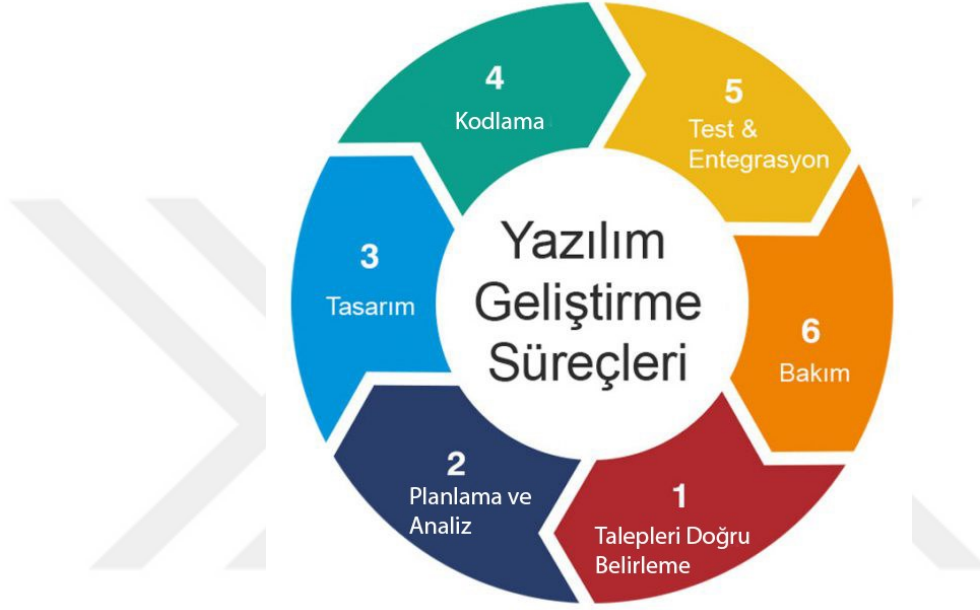 Yazılım
Geliştirme
Süreçleri
1
Talepleri Doğru
Belirleme
2
Planlama ve
Analiz
3
Tasarım
4
Kodlama
5
Test &
Entegrasyon
6
Bakım